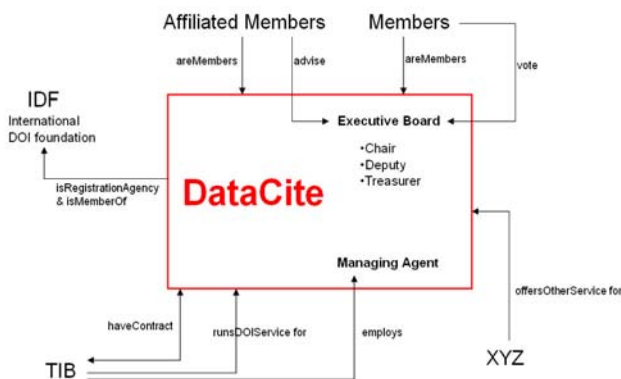 Affiliated Members
Members
areMembers
advise
areMembers
vote
IDF
International
DOI foundation
Executive Board
•Chair
•Deputy
•Treasurer
DataCite
isRegistrationAgency
& isMemberOf
Managing Agent
offersOtherService for
haveContract
runsDOIService for
employs
TIB
XYZ